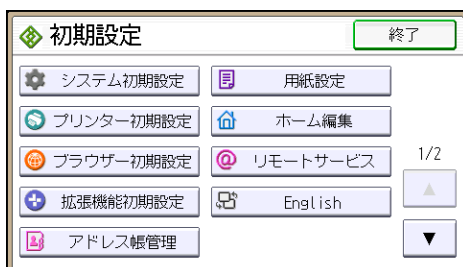 初期設定
終了
システム初期設定
用紙設定
プリンター初期設定
ホーム編集
ブラウザー初期設定
リモートサービス
1/2
拡張機能初期設定
English
アドレス帳管理